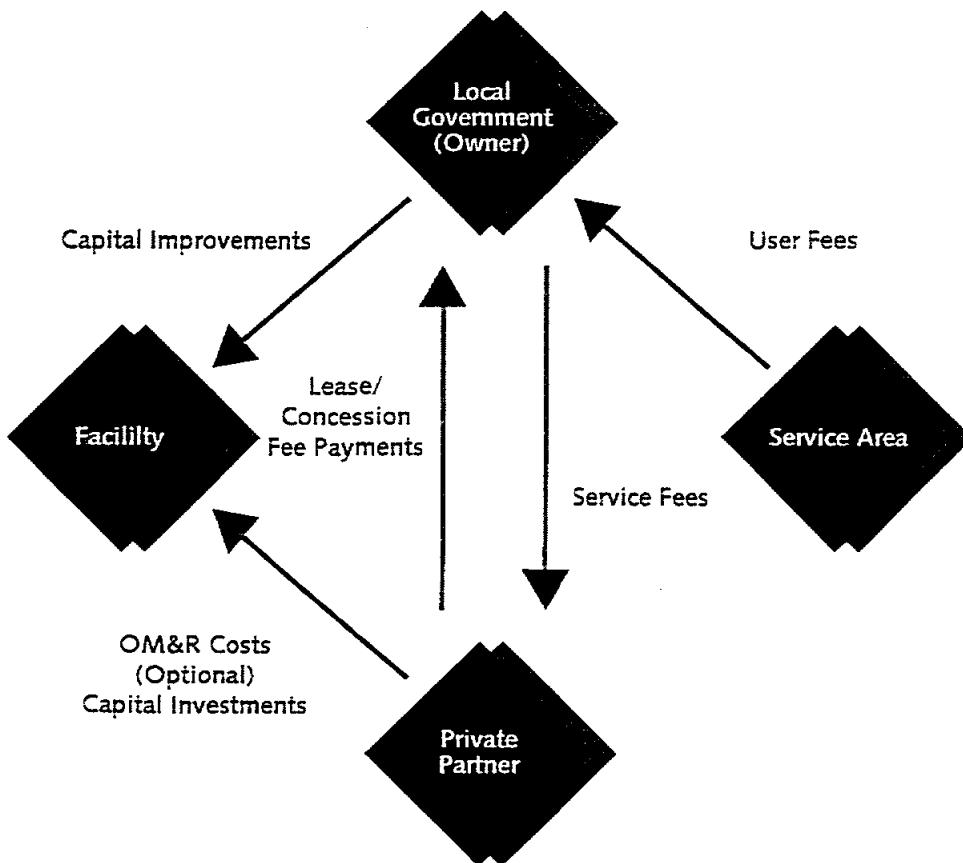 Local
Government
(Owner)
Capital Improvements
User Fees
Lease/
Concession
Fee Payments
Facililty
Service Area
Service Fees
OM&R Costs
(Optional)
Capital Investments
Private
Partner